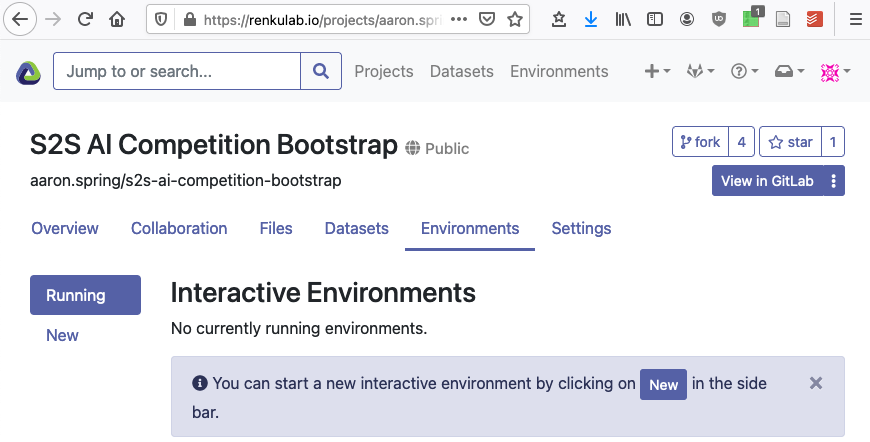 https://renkulab.io/projects/aaron.spri
1
Jump to or search...
Projects Datasets Environments
S2S AI Competition Bootstrap Public
fork 4 star 1
aaron.spring/s2s-ai-competition-bootstrap
View in GitLab
Overview Collaboration Files Datasets Environments Settings
Running
New
Interactive Environments
No currently running environments.
You can start a new interactive environment by clicking on New in the side
bar.